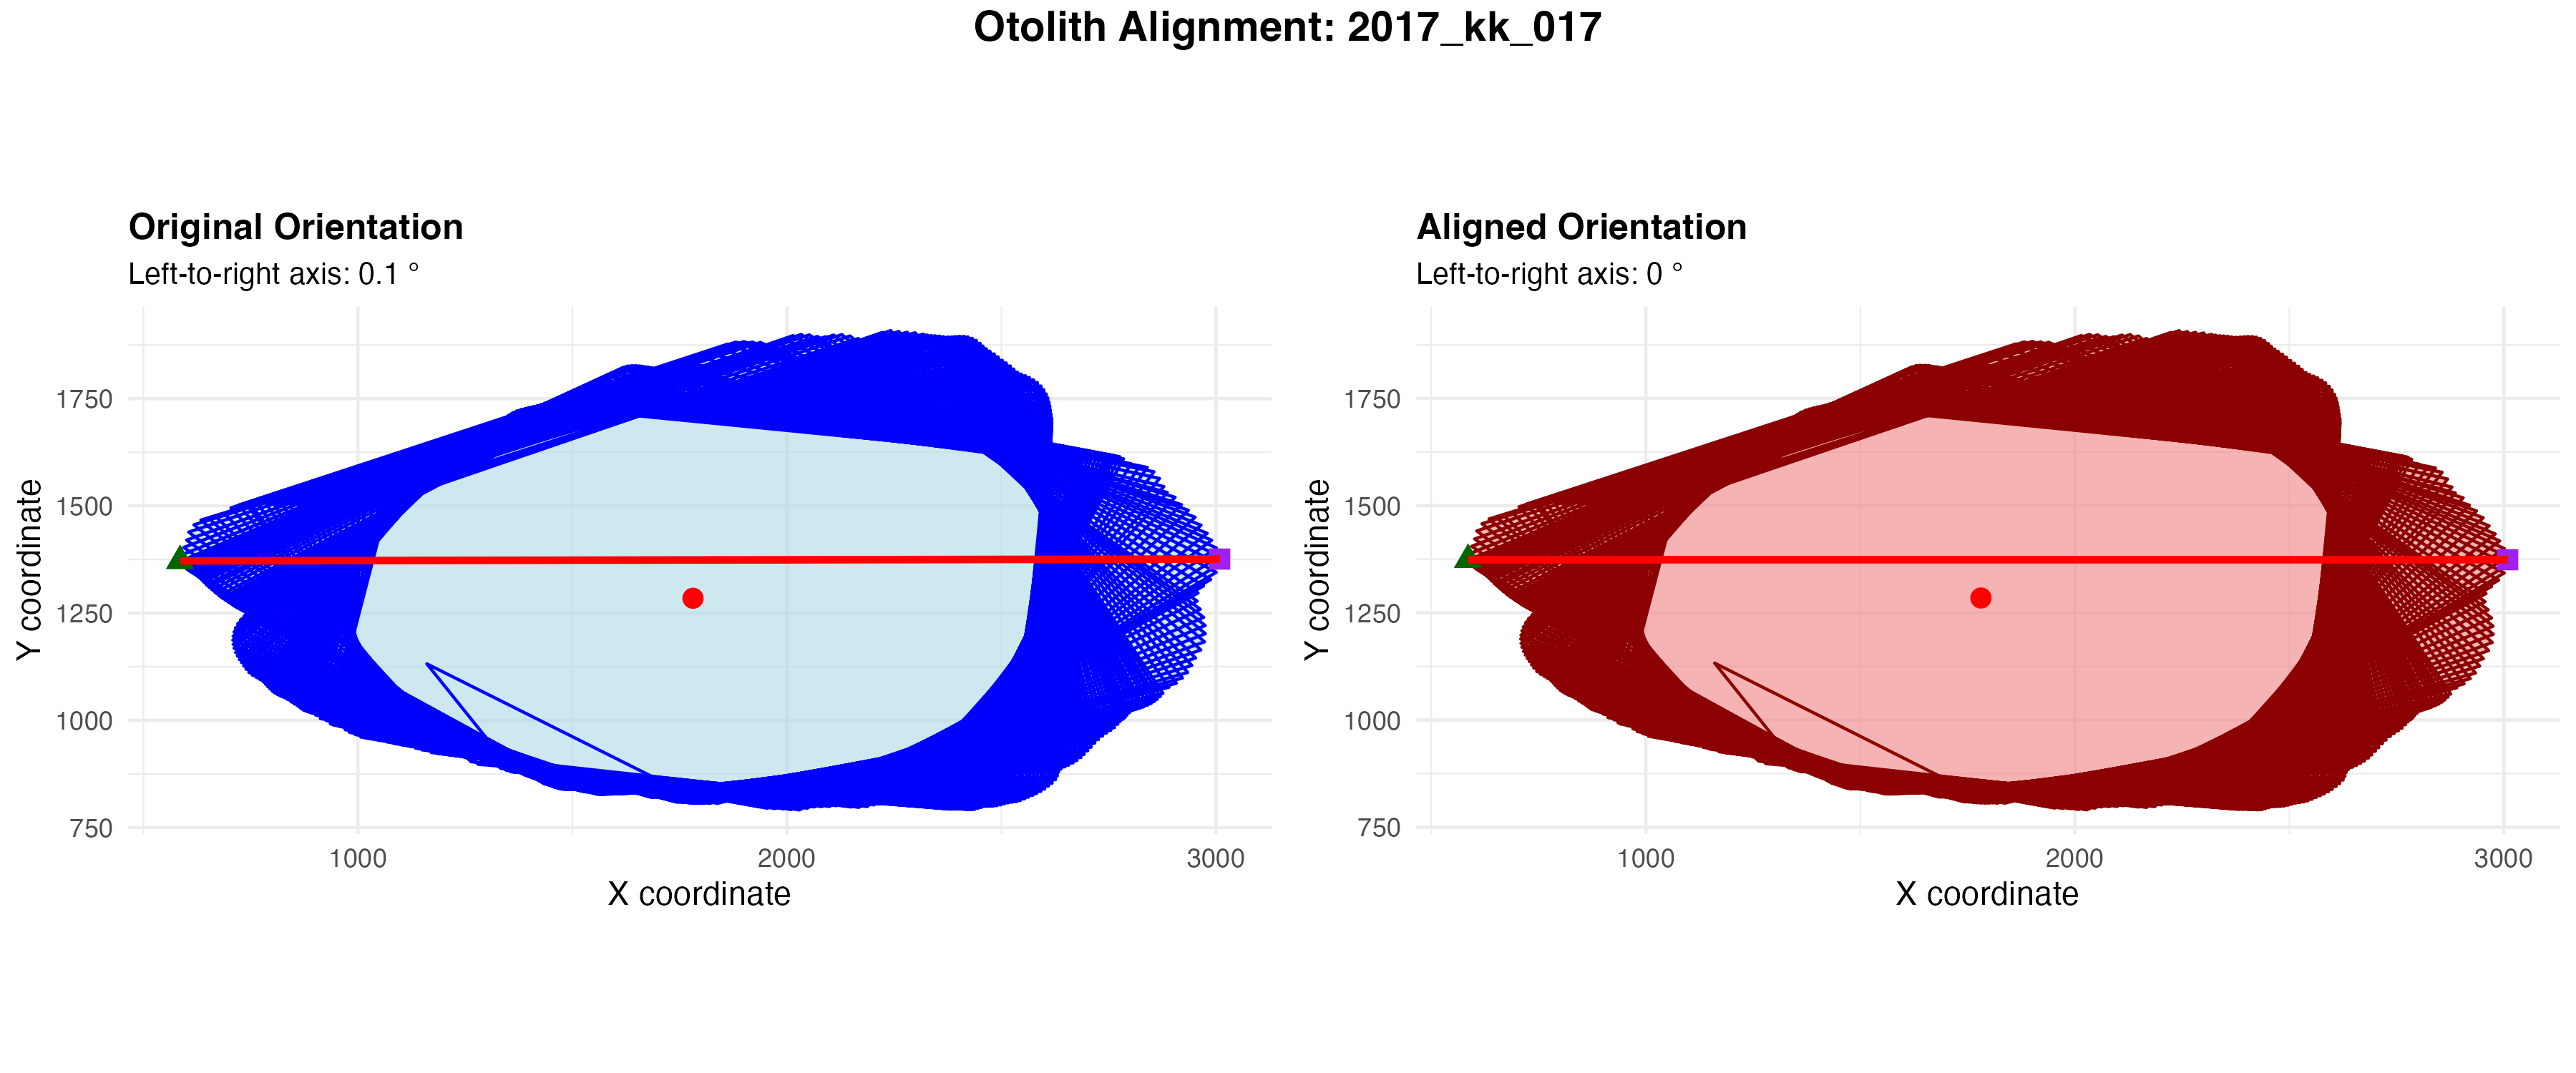 Otolith Alignment: 2017_kk_017
Original Orientation
Left-to-right axis: 0.1 °
Y coordinate
1750
1500
1250
1000
750
1000
2000
3000
X coordinate
Aligned Orientation
Left-to-right axis: 0 °
Y coordinate
1750
1500
1250
1000
750
1000
2000
3000
X coordinate